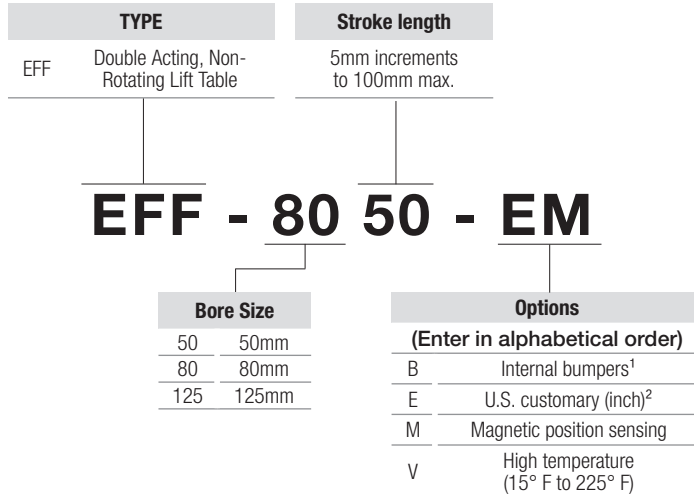 TYPE
EFF Double Acting, Non-
Rotating Lift Table
Stroke length
5mm increments
to 100mm max.
EFF - 80 50 - EM
Bore Size
50 50mm
80 80mm
125 125mm
Options
(Enter in alphabetical order)
B Internal bumpers¹
E U.S. customary (inch)²
M Magnetic position sensing
V High temperature
(15° F to 225° F)